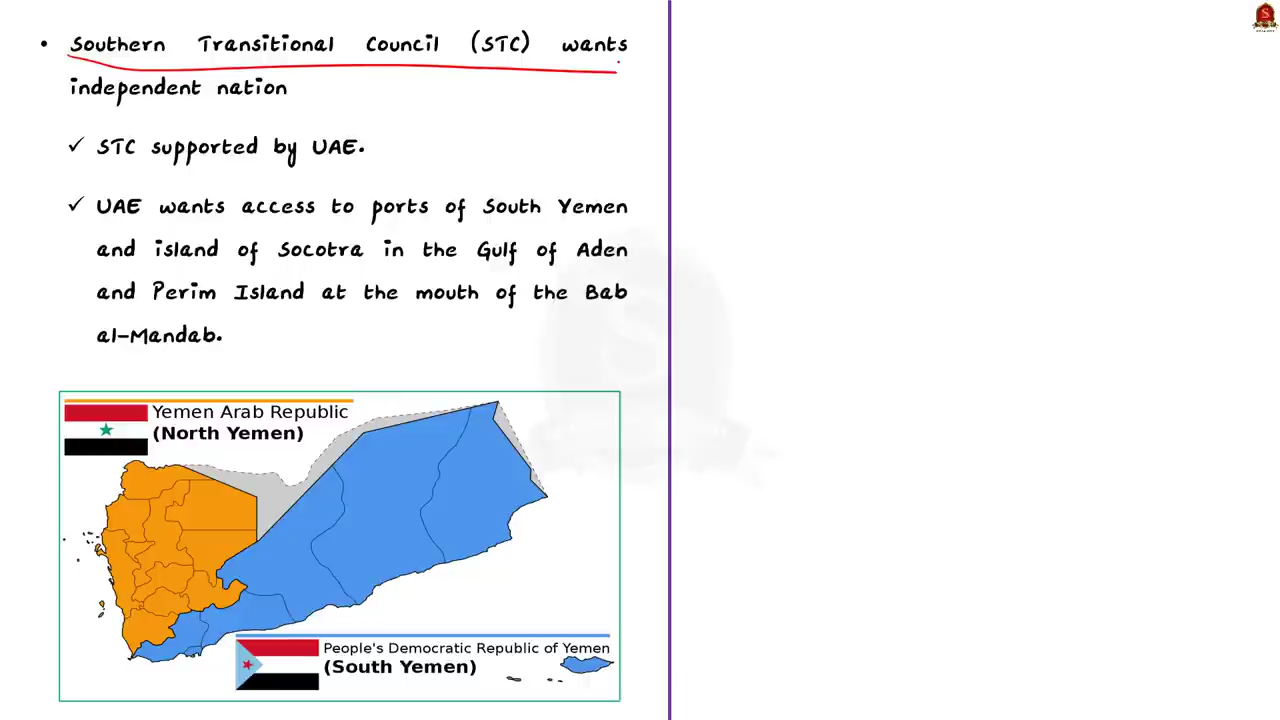 • Southern Transitional Council (STC) wants
independent nation
✓ STC supported by UAE.
✓ UAE wants access to ports of South Yemen
and island of Socotra in the Gulf of Aden
and Perim Island at the mouth of the Bab
al-Mandab.
Yemen Arab Republic
(North Yemen)
People's Democratic Republic of Yemen
(South Yemen)